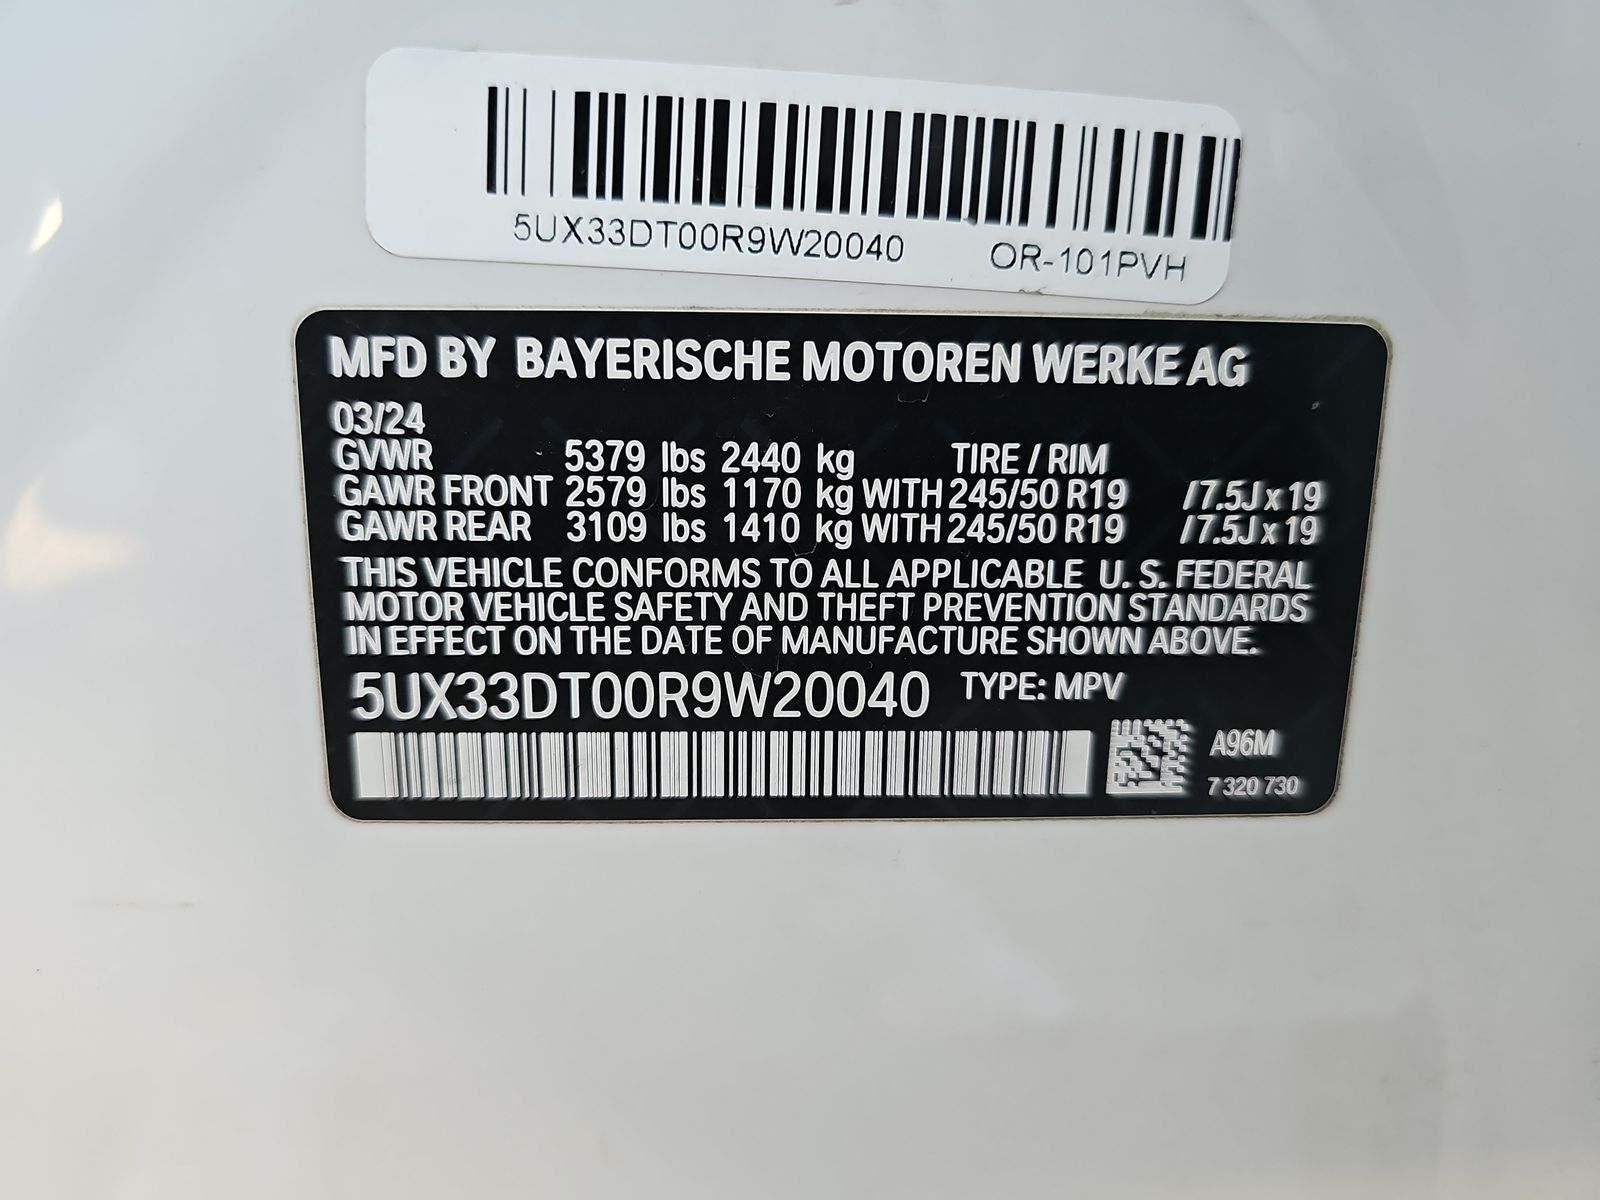 5UX33DT00R9W20040 OR-101PVH
MFD BY BAYERISCHE MOTOREN WERKE AG
03/24
GVWR 5379 lbs 2440 kg TIRE / RIM
GAWR FRONT 2579 lbs 1170 kg WITH 245/50 R19 /7.5J x 19
GAWR REAR 3109 lbs 1410 kg WITH 245/50 R19 /7.5J x 19
THIS VEHICLE CONFORMS TO ALL APPLICABLE U. S. FEDERAL
MOTOR VEHICLE SAFETY AND THEFT PREVENTION STANDARDS
IN EFFECT ON THE DATE OF MANUFACTURE SHOWN ABOVE.
5UX33DT00R9W20040 TYPE: MPV
A96M
7 320 730